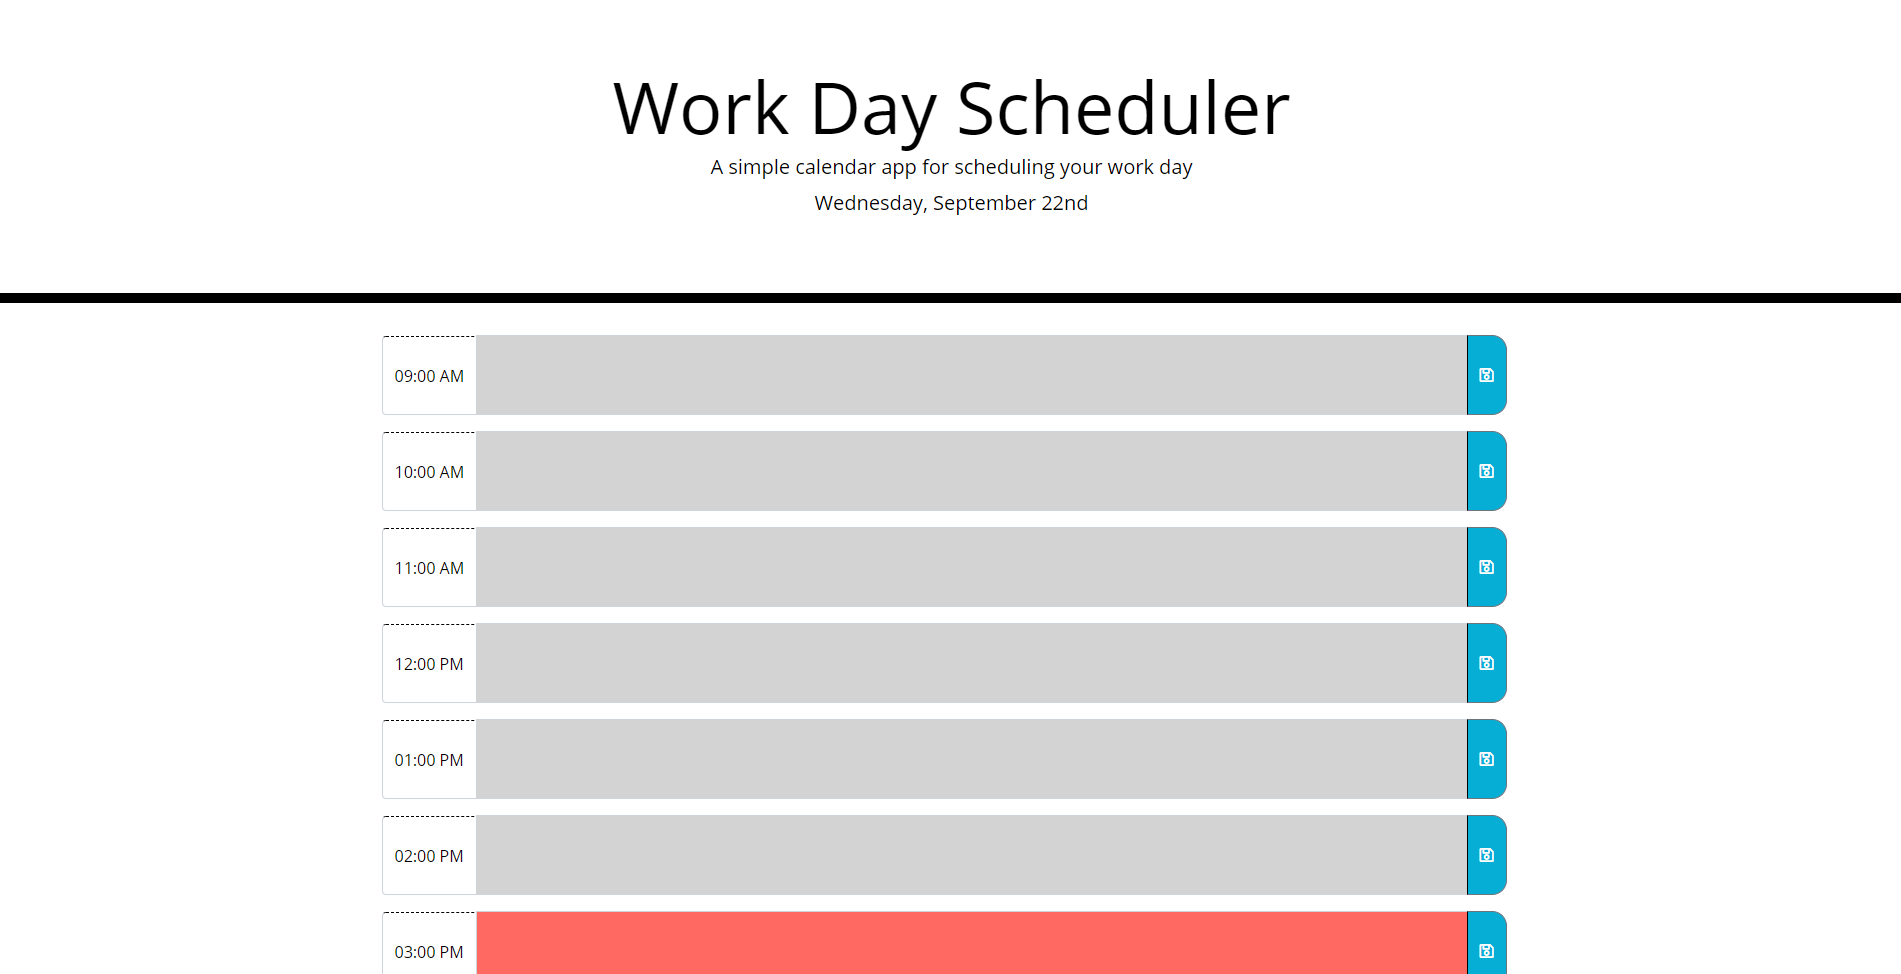 Work Day Scheduler
A simple calendar app for scheduling your work day
Wednesday, September 22nd
09:00 AM
10:00 AM
11:00 AM
12:00 PM
01:00 PM
02:00 PM
03:00 PM